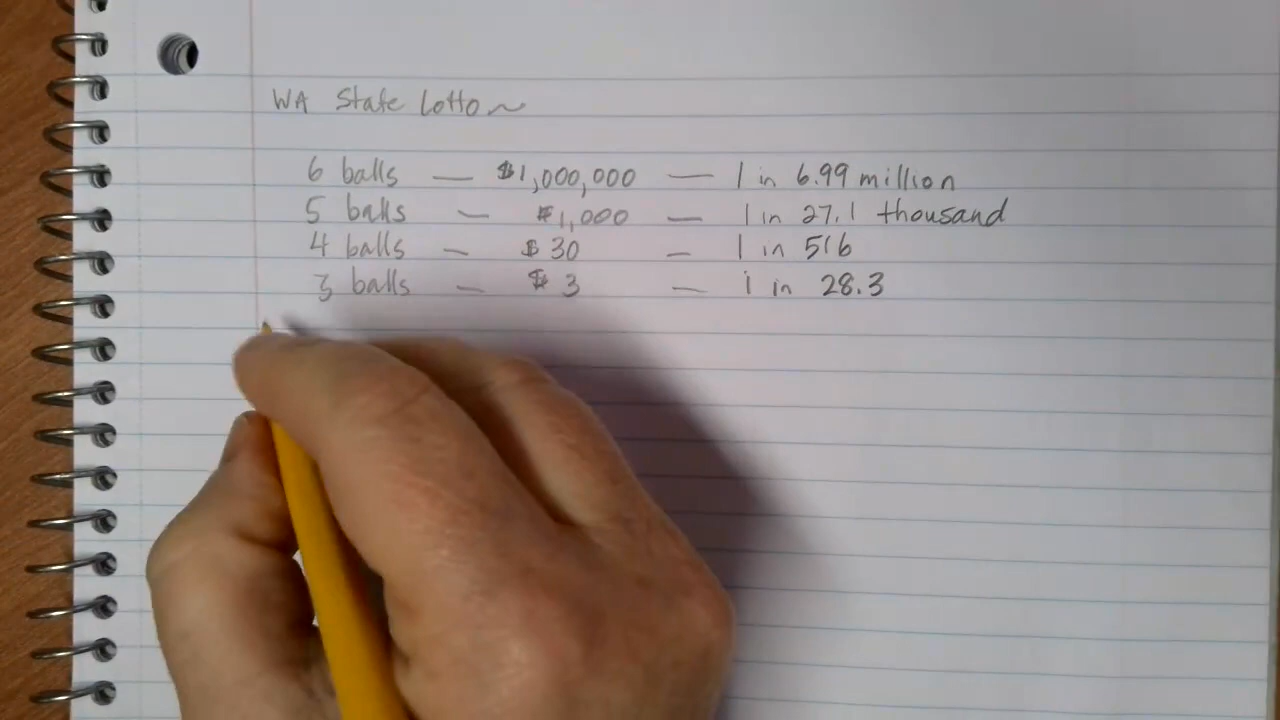 WA State Lotto ~
6 balls — $1,000,000 — 1 in 6.99 million
5 balls — $1,000 — 1 in 27.1 thousand
4 balls — $30 — 1 in 516
3 balls — $3 — 1 in 28.3